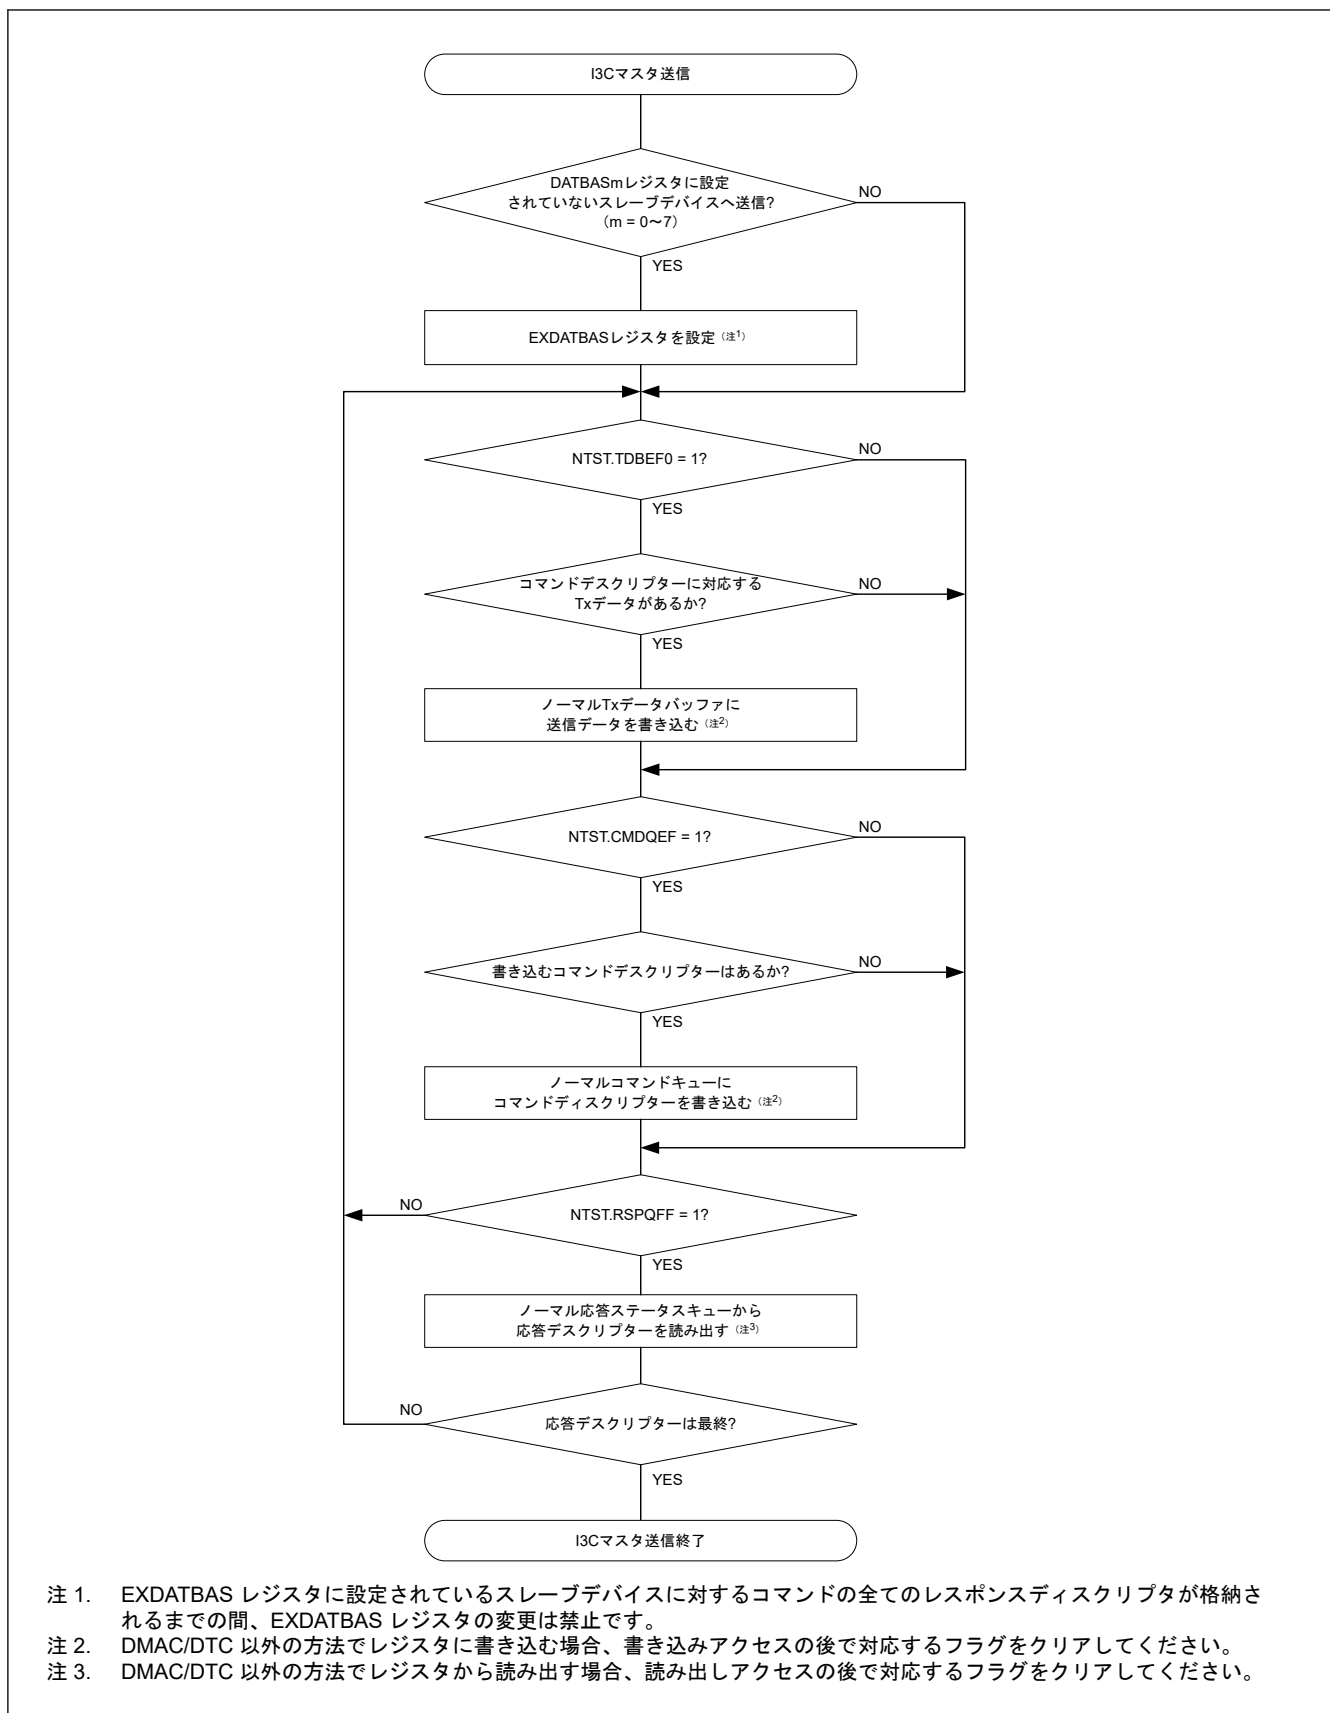 I3Cマスタ送信
DATBASmレジスタに設定
されていないスレーブデバイスへ送信?
（m = 0～7）
NO
YES
EXDATBASレジスタを設定（注1）
NTST.TDBEF0 = 1?
NO
YES
コマンドデスクリプターに対応する
Txデータがあるか?
NO
YES
ノーマルTxデータバッファに
送信データを書き込む（注2）
NTST.CMDQEF = 1?
NO
YES
書き込むコマンドデスクリプターはあるか?
NO
YES
ノーマルコマンドキューに
コマンドディスクリプターを書き込む（注2）
NO
NTST.RSPQFF = 1?
YES
ノーマル応答ステータスキューから
応答デスクリプターを読み出す（注3）
NO
応答デスクリプターは最終?
YES
I3Cマスタ送信終了
注 1. EXDATBAS レジスタに設定されているスレーブデバイスに対するコマンドの全てのレスポンスディスクリプタが格納さ
れるまでの間、EXDATBAS レジスタの変更は禁止です。
注 2. DMAC/DTC 以外の方法でレジスタに書き込む場合、書き込みアクセスの後で対応するフラグをクリアしてください。
注 3. DMAC/DTC 以外の方法でレジスタから読み出す場合、読み出しアクセスの後で対応するフラグをクリアしてください。